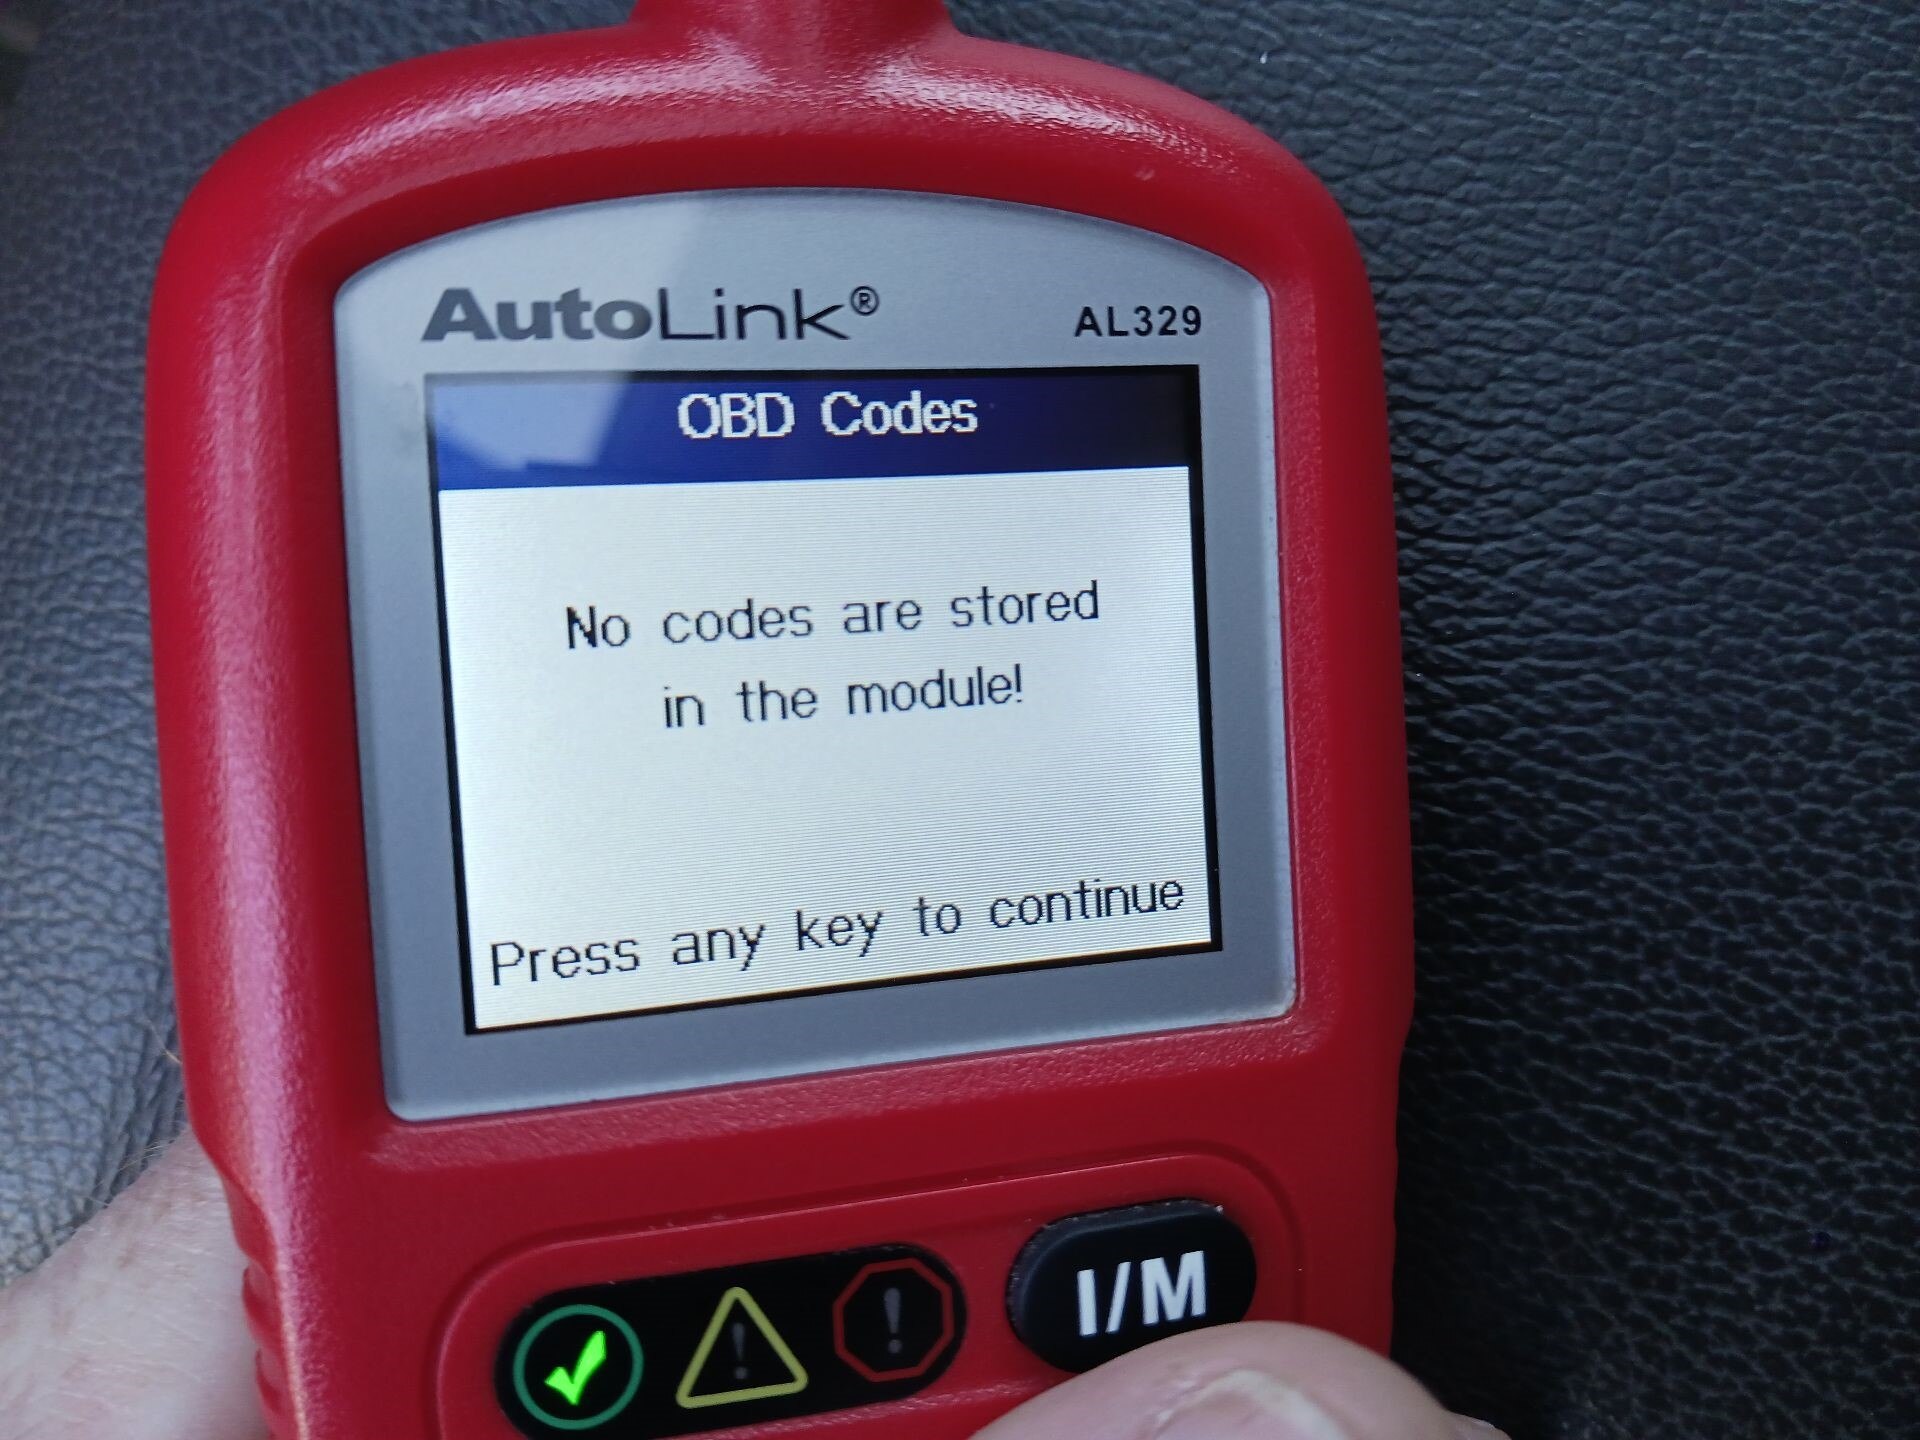 AutoLink®
AL329
OBD Codes
No codes are stored
in the module!
Press any key to continue
I/M